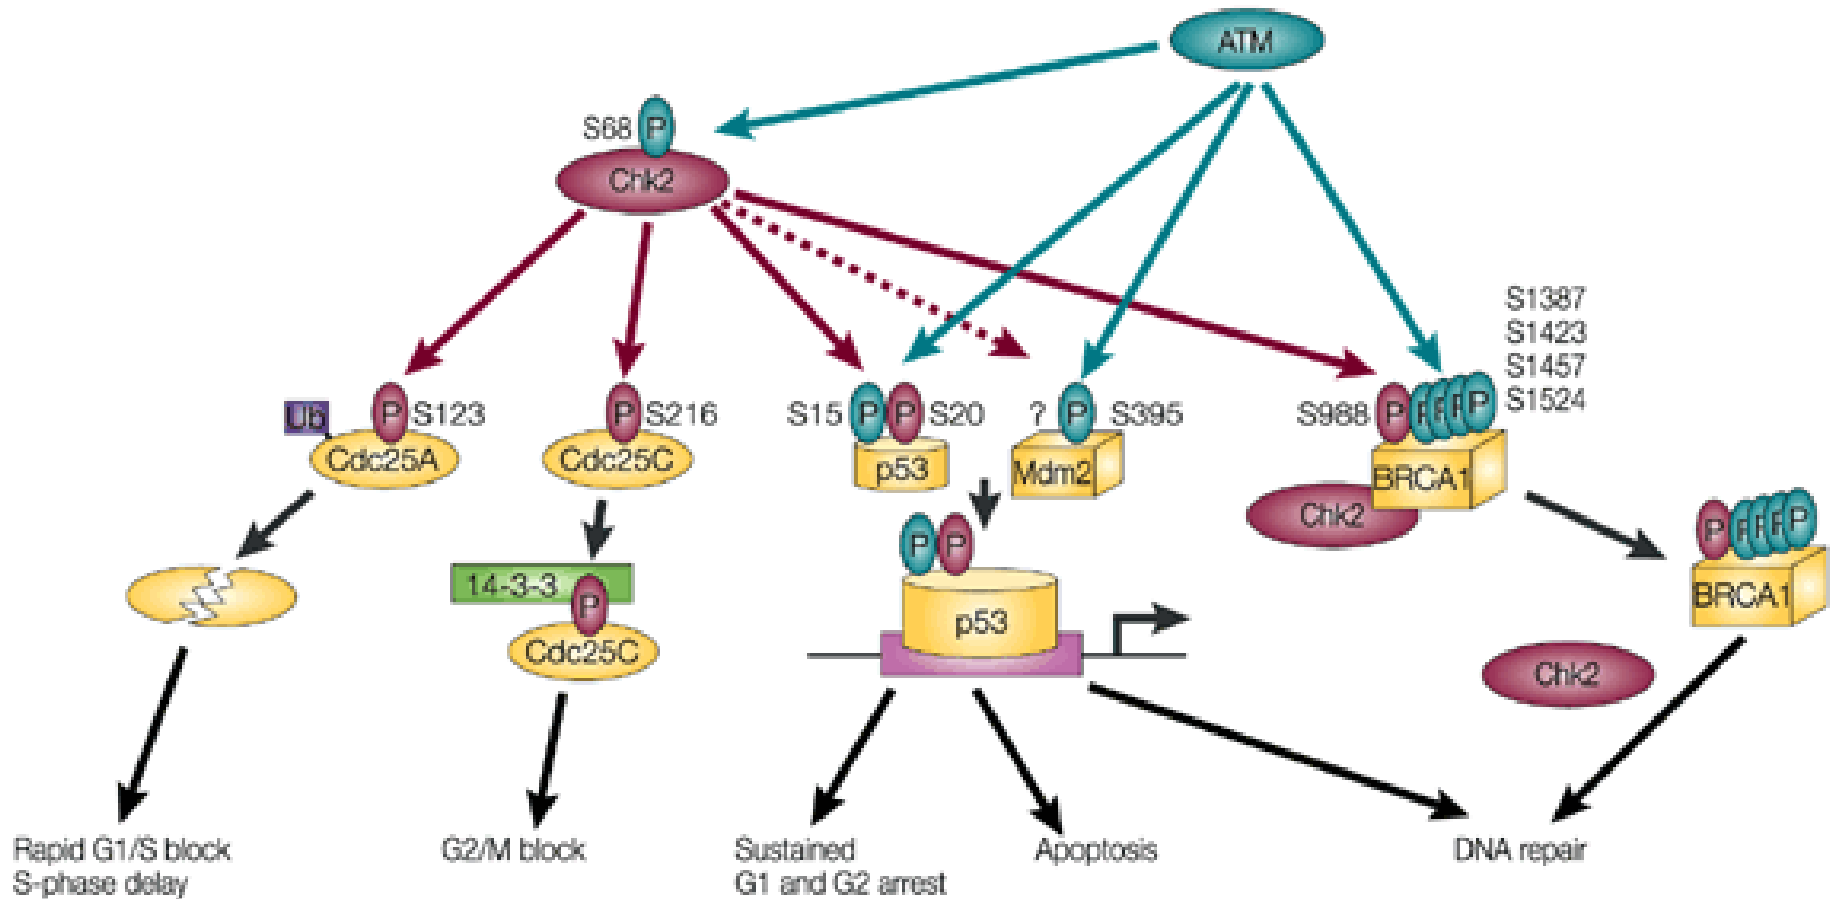 ATM
S68 P
Chk2
S1387
S1423
S1457
S1524
Ub P S123
P S216
S15 P P S20
? P S395
S988 P P P P P
Cdc25A
Cdc25C
p53
Mdm2
BRCA1
Chk2
P P
P P P P P
14-3-3 P
Cdc25C
p53
BRCA1
Chk2
Rapid G1/S block
S-phase delay
G2/M block
Sustained
G1 and G2 arrest
Apoptosis
DNA repair